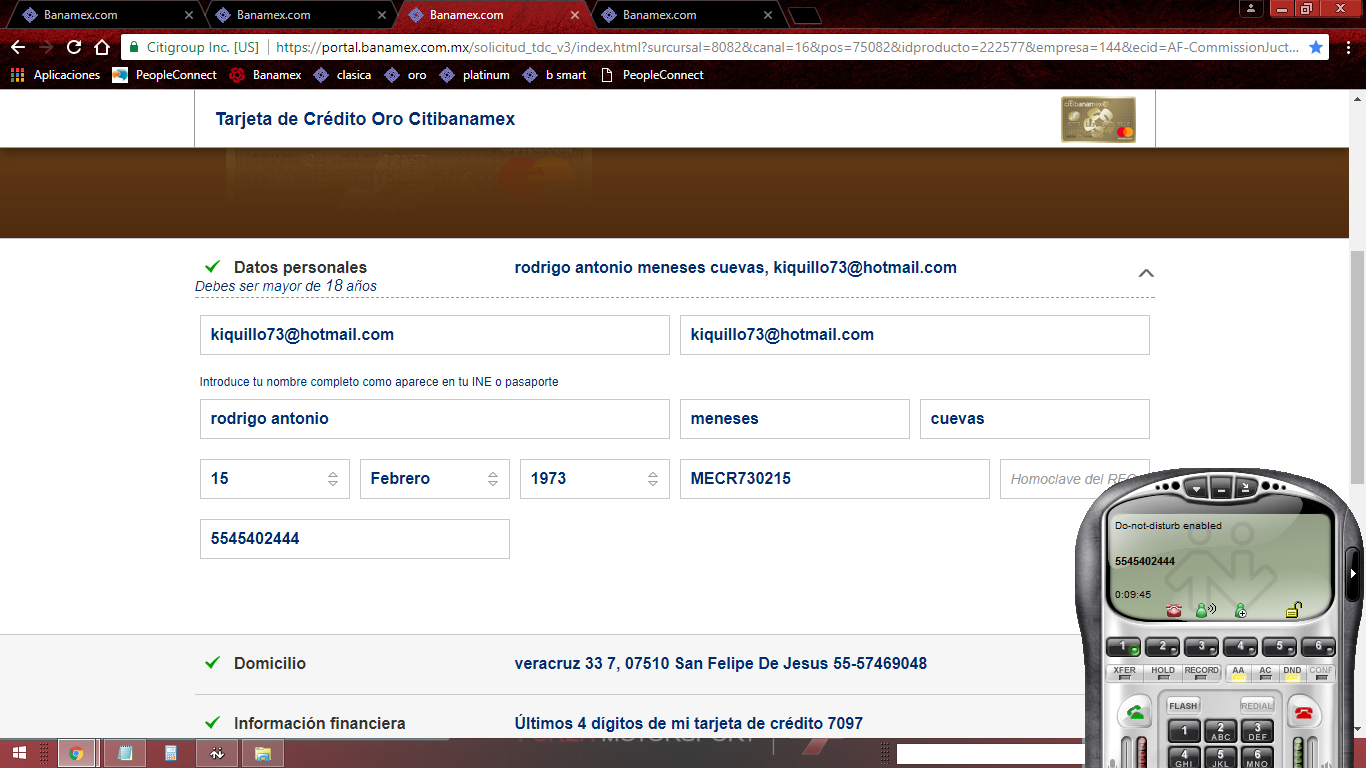 Banamex.com
Banamex.com
Banamex.com
Banamex.com
Citigroup Inc. [US] https://portal.banamex.com.mx/solicitud_tdc_v3/index.html?surcursal=8082&canal=16&pos=75082&idproducto=222577&empresa=144&ecid=AF-CommissionJuct...
Aplicaciones PeopleConnect Banamex clasica oro platinum b smart PeopleConnect
Tarjeta de Crédito Oro Citibanamex
citibanamex
Datos personales rodrigo antonio meneses cuevas, kiquillo73@hotmail.com
Debes ser mayor de 18 años
kiquillo73@hotmail.com kiquillo73@hotmail.com
Introduce tu nombre completo como aparece en tu INE o pasaporte
rodrigo antonio meneses cuevas
15 Febrero 1973 MECR730215 Homoclave del
5545402444
Do-not-disturb enabled
5545402444
0:09:45
1 2 3 4 5 6
XFER HOLD RECORD AA AC DND CONF
FLASH REDIAL
1 2 ABC 3 DEF
4 GHI 5 JKL 6 MNO
Domicilio veracruz 33 7, 07510 San Felipe De Jesus 55-57469048
Información financiera Últimos 4 dígitos de mi tarjeta de crédito 7097